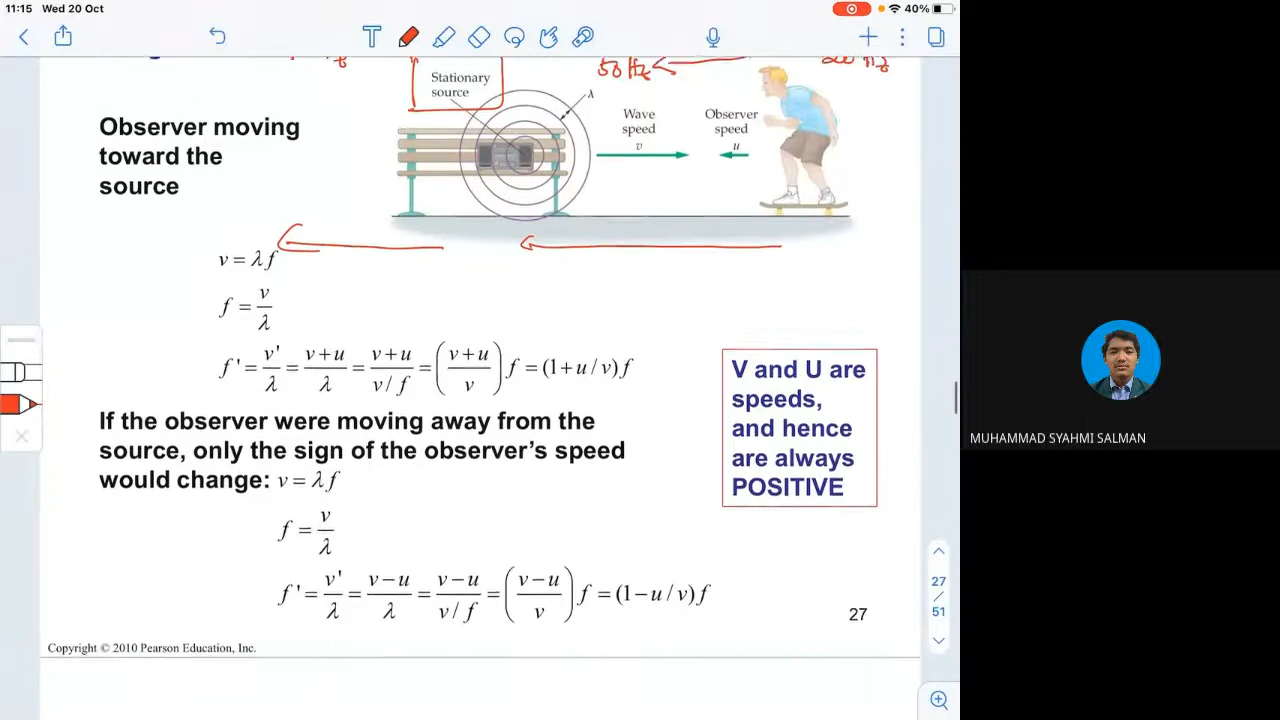 11:15 Wed 20 Oct
40%
50 Hz
Stationary
source
λ
Wave
speed
v
Observer
speed
u
Observer moving
toward the
source
v = λ f
f = v/λ
f ' = v'/λ = (v+u)/λ = (v+u)/(v / f) = ((v+u)/v) f = (1+u / v) f
If the observer were moving away from the
source, only the sign of the observer's speed
would change: v = λ f
f = v/λ
f ' = v'/λ = (v−u)/λ = (v−u)/(v / f) = ((v−u)/v) f = (1−u / v) f
V and U are
speeds,
and hence
are always
POSITIVE
27
Copyright © 2010 Pearson Education, Inc.
27
/
51
MUHAMMAD SYAHMI SALMAN